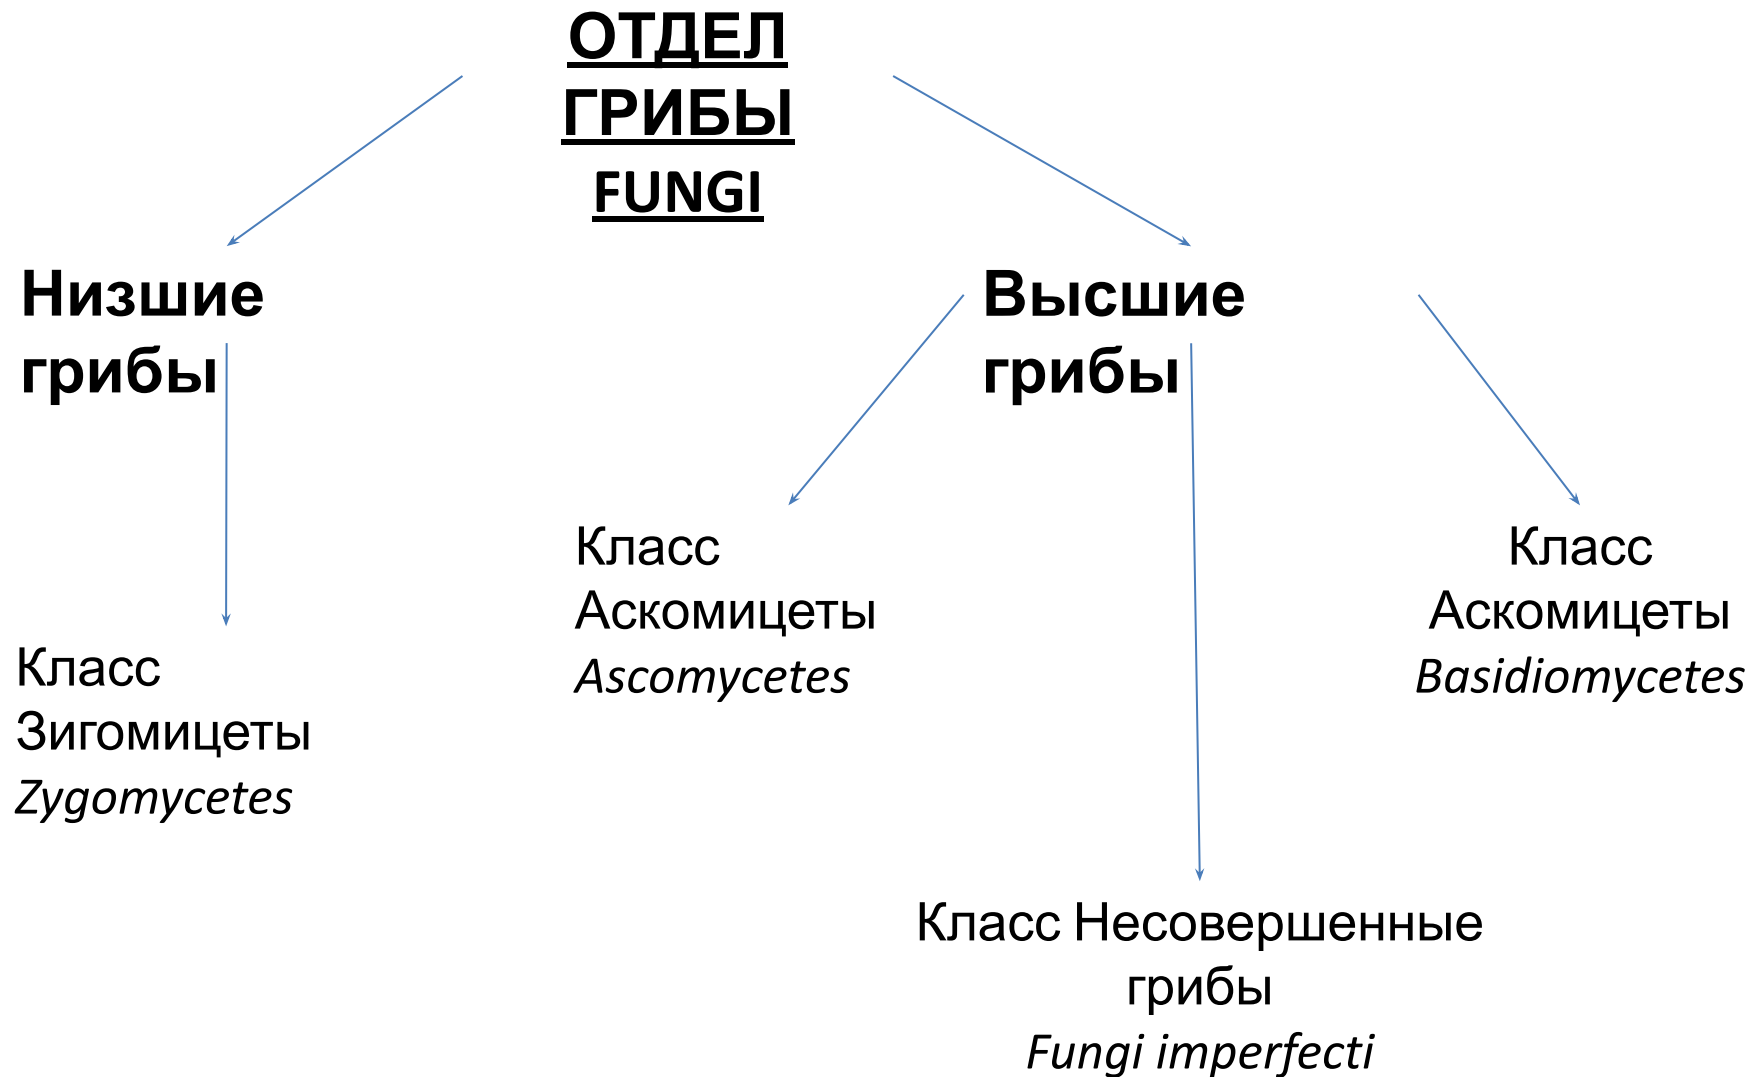 ОТДЕЛ
ГРИБЫ
FUNGI
Низшие
грибы
Высшие
грибы
Класс
Зигомицеты
Zygomycetes
Класс
Аскомицеты
Ascomycetes
Класс Несовершенные
грибы
Fungi imperfecti
Класс
Аскомицеты
Basidiomycetes